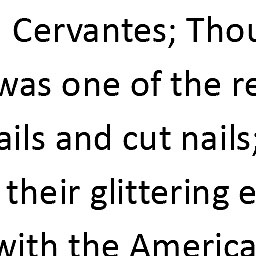 Cervantes; Thou
was one of the re
ails and cut nails;
their glittering e
with the America